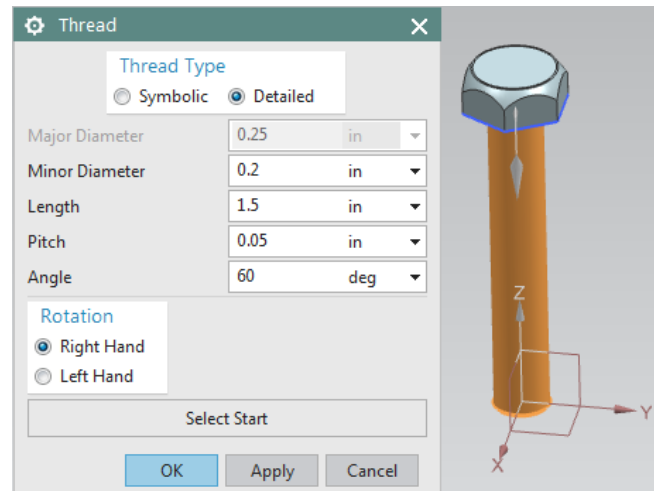 Thread
Thread Type
Symbolic Detailed
Major Diameter 0.25 in
Minor Diameter 0.2 in
Length 1.5 in
Pitch 0.05 in
Angle 60 deg
Rotation
Right Hand
Left Hand
Select Start
OK Apply Cancel
Z
Y
X